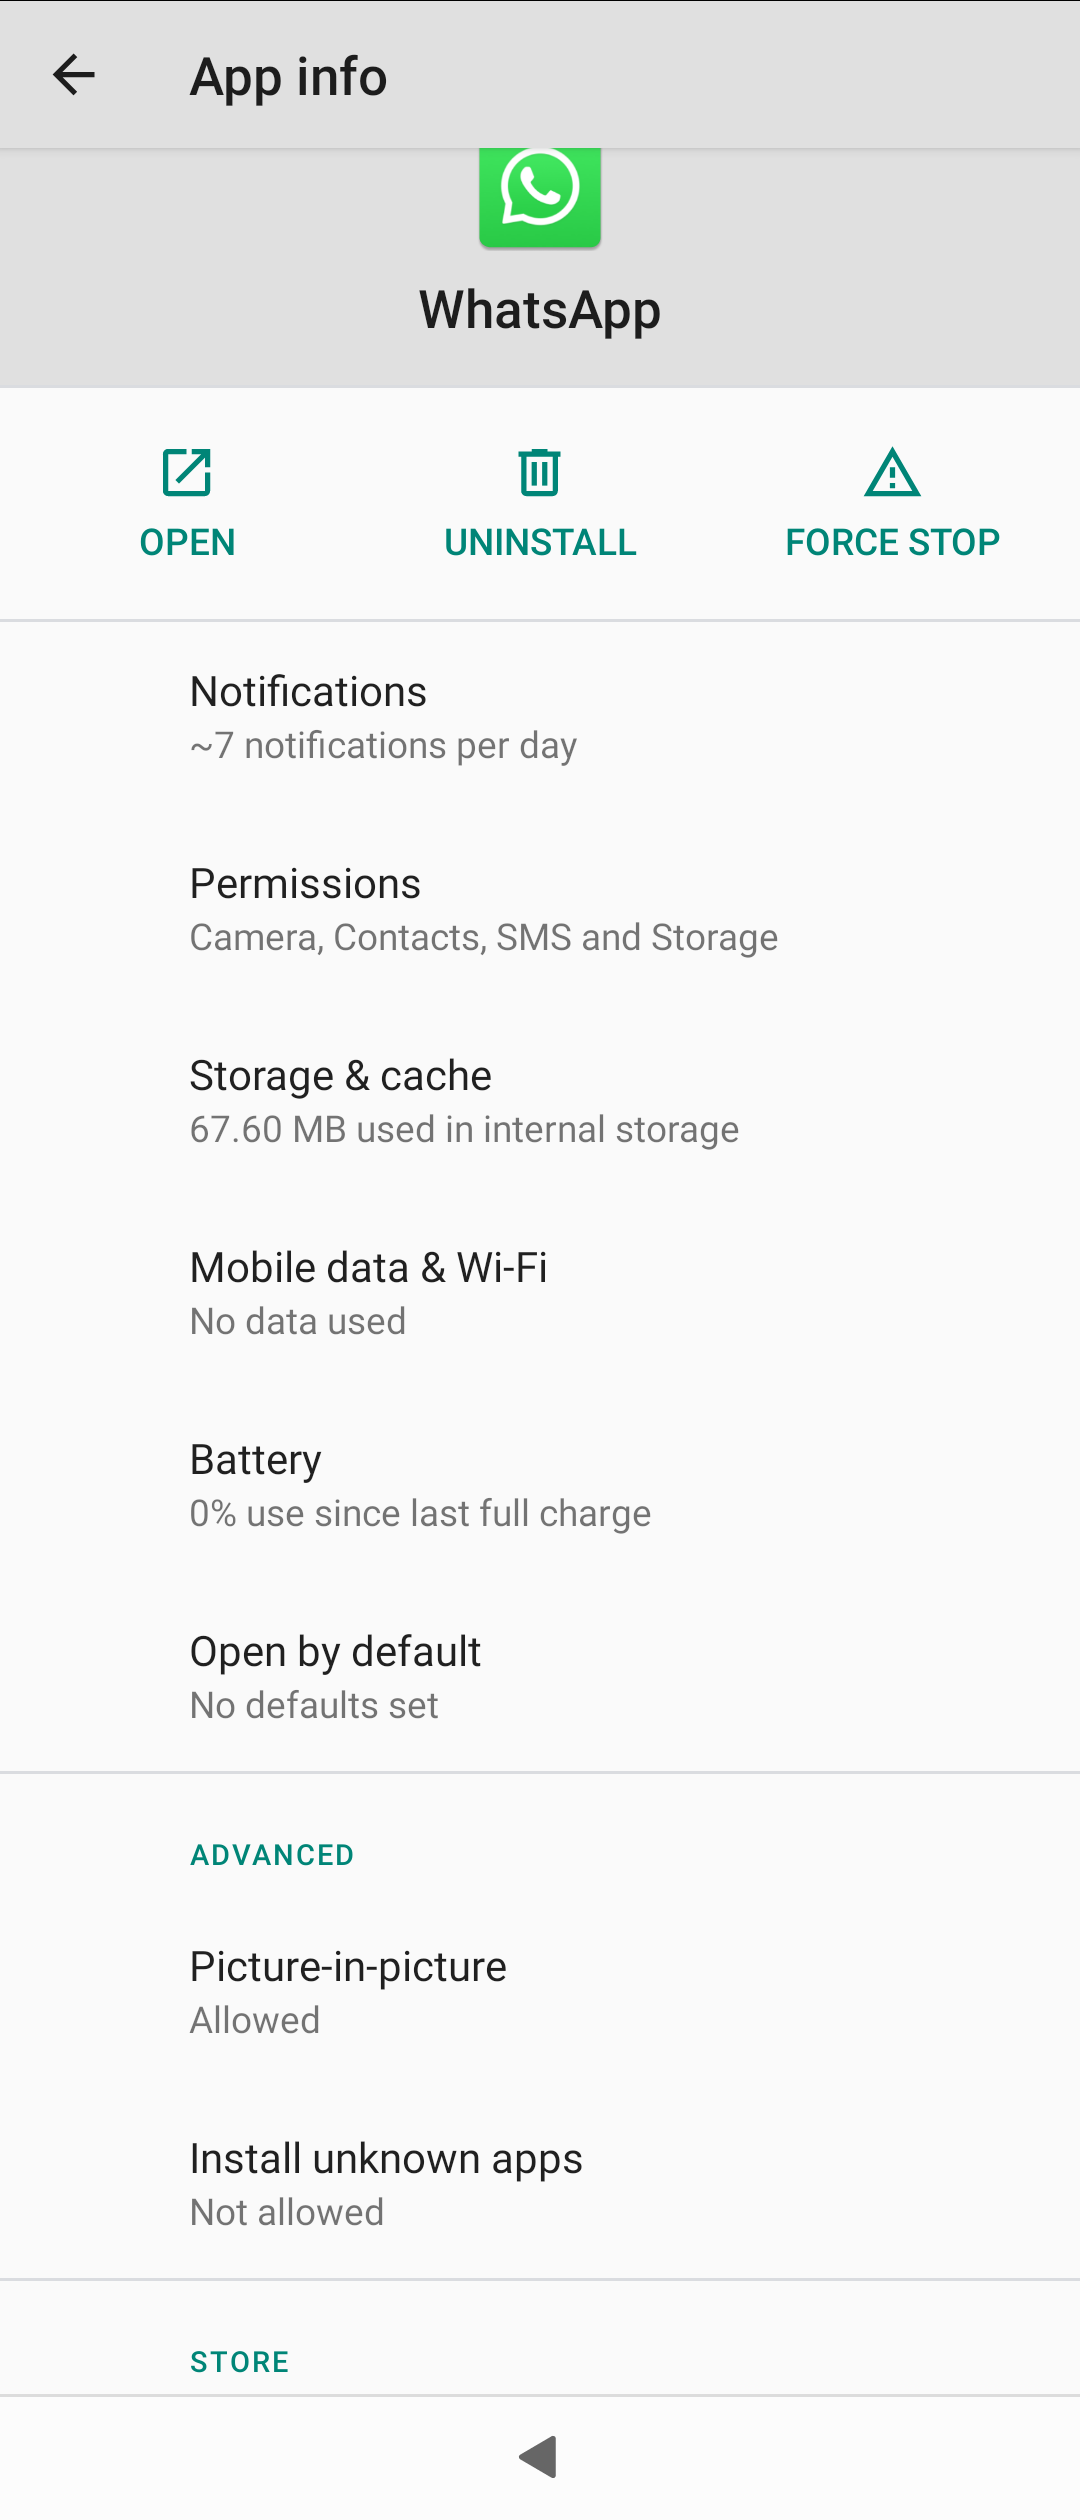 App info
WhatsApp
OPEN
UNINSTALL
FORCE STOP
Notifications
~7 notifications per day
Permissions
Camera, Contacts, SMS and Storage
Storage & cache
67.60 MB used in internal storage
Mobile data & Wi-Fi
No data used
Battery
0% use since last full charge
Open by default
No defaults set
ADVANCED
Picture-in-picture
Allowed
Install unknown apps
Not allowed
STORE